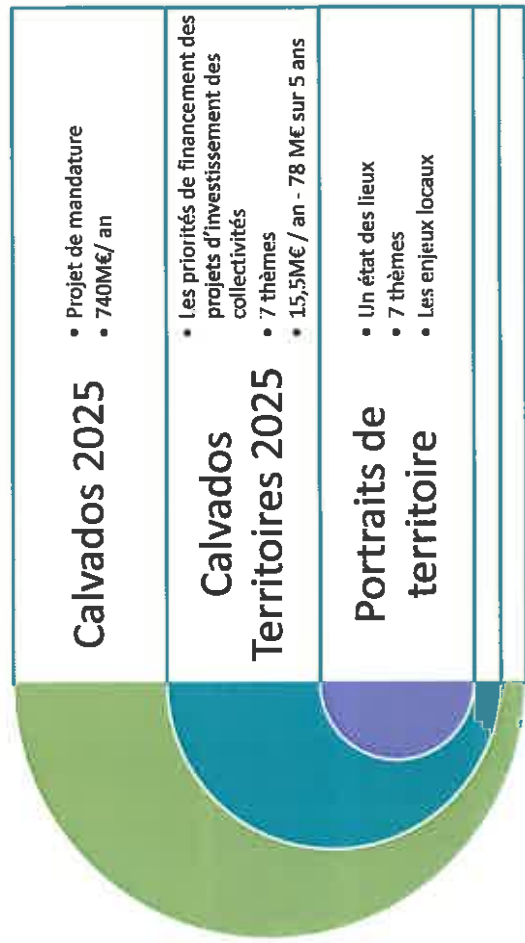 Calvados 2025
• Projet de mandature
• 740M€/ an
Calvados
Territoires 2025
• Les priorités de financement des
projets d'investissement des
collectivités
• 7 thèmes
• 15,5M€ / an - 78 M€ sur 5 ans
Portraits de
territoire
• Un état des lieux
• 7 thèmes
• Les enjeux locaux